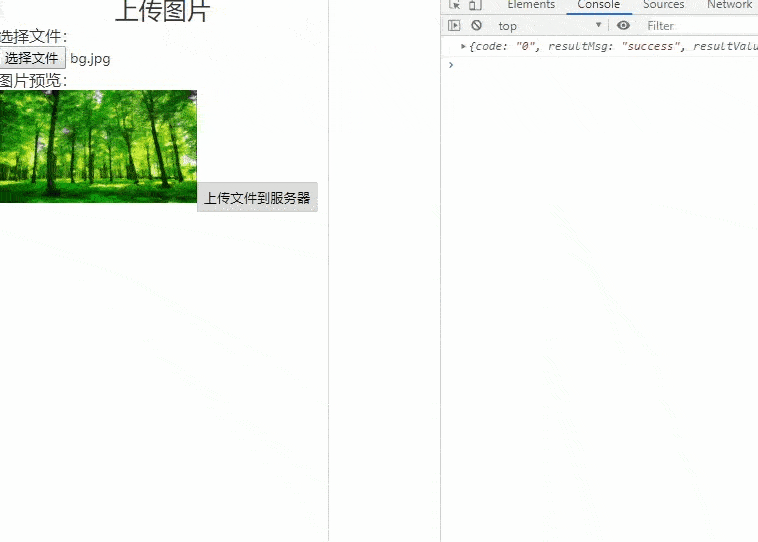 上传图片
选择文件：
选择文件 bg.jpg
图片预览：
上传文件到服务器
Elements Console Sources Network
top Filter
{code: "0", resultMsg: "success", resultValu